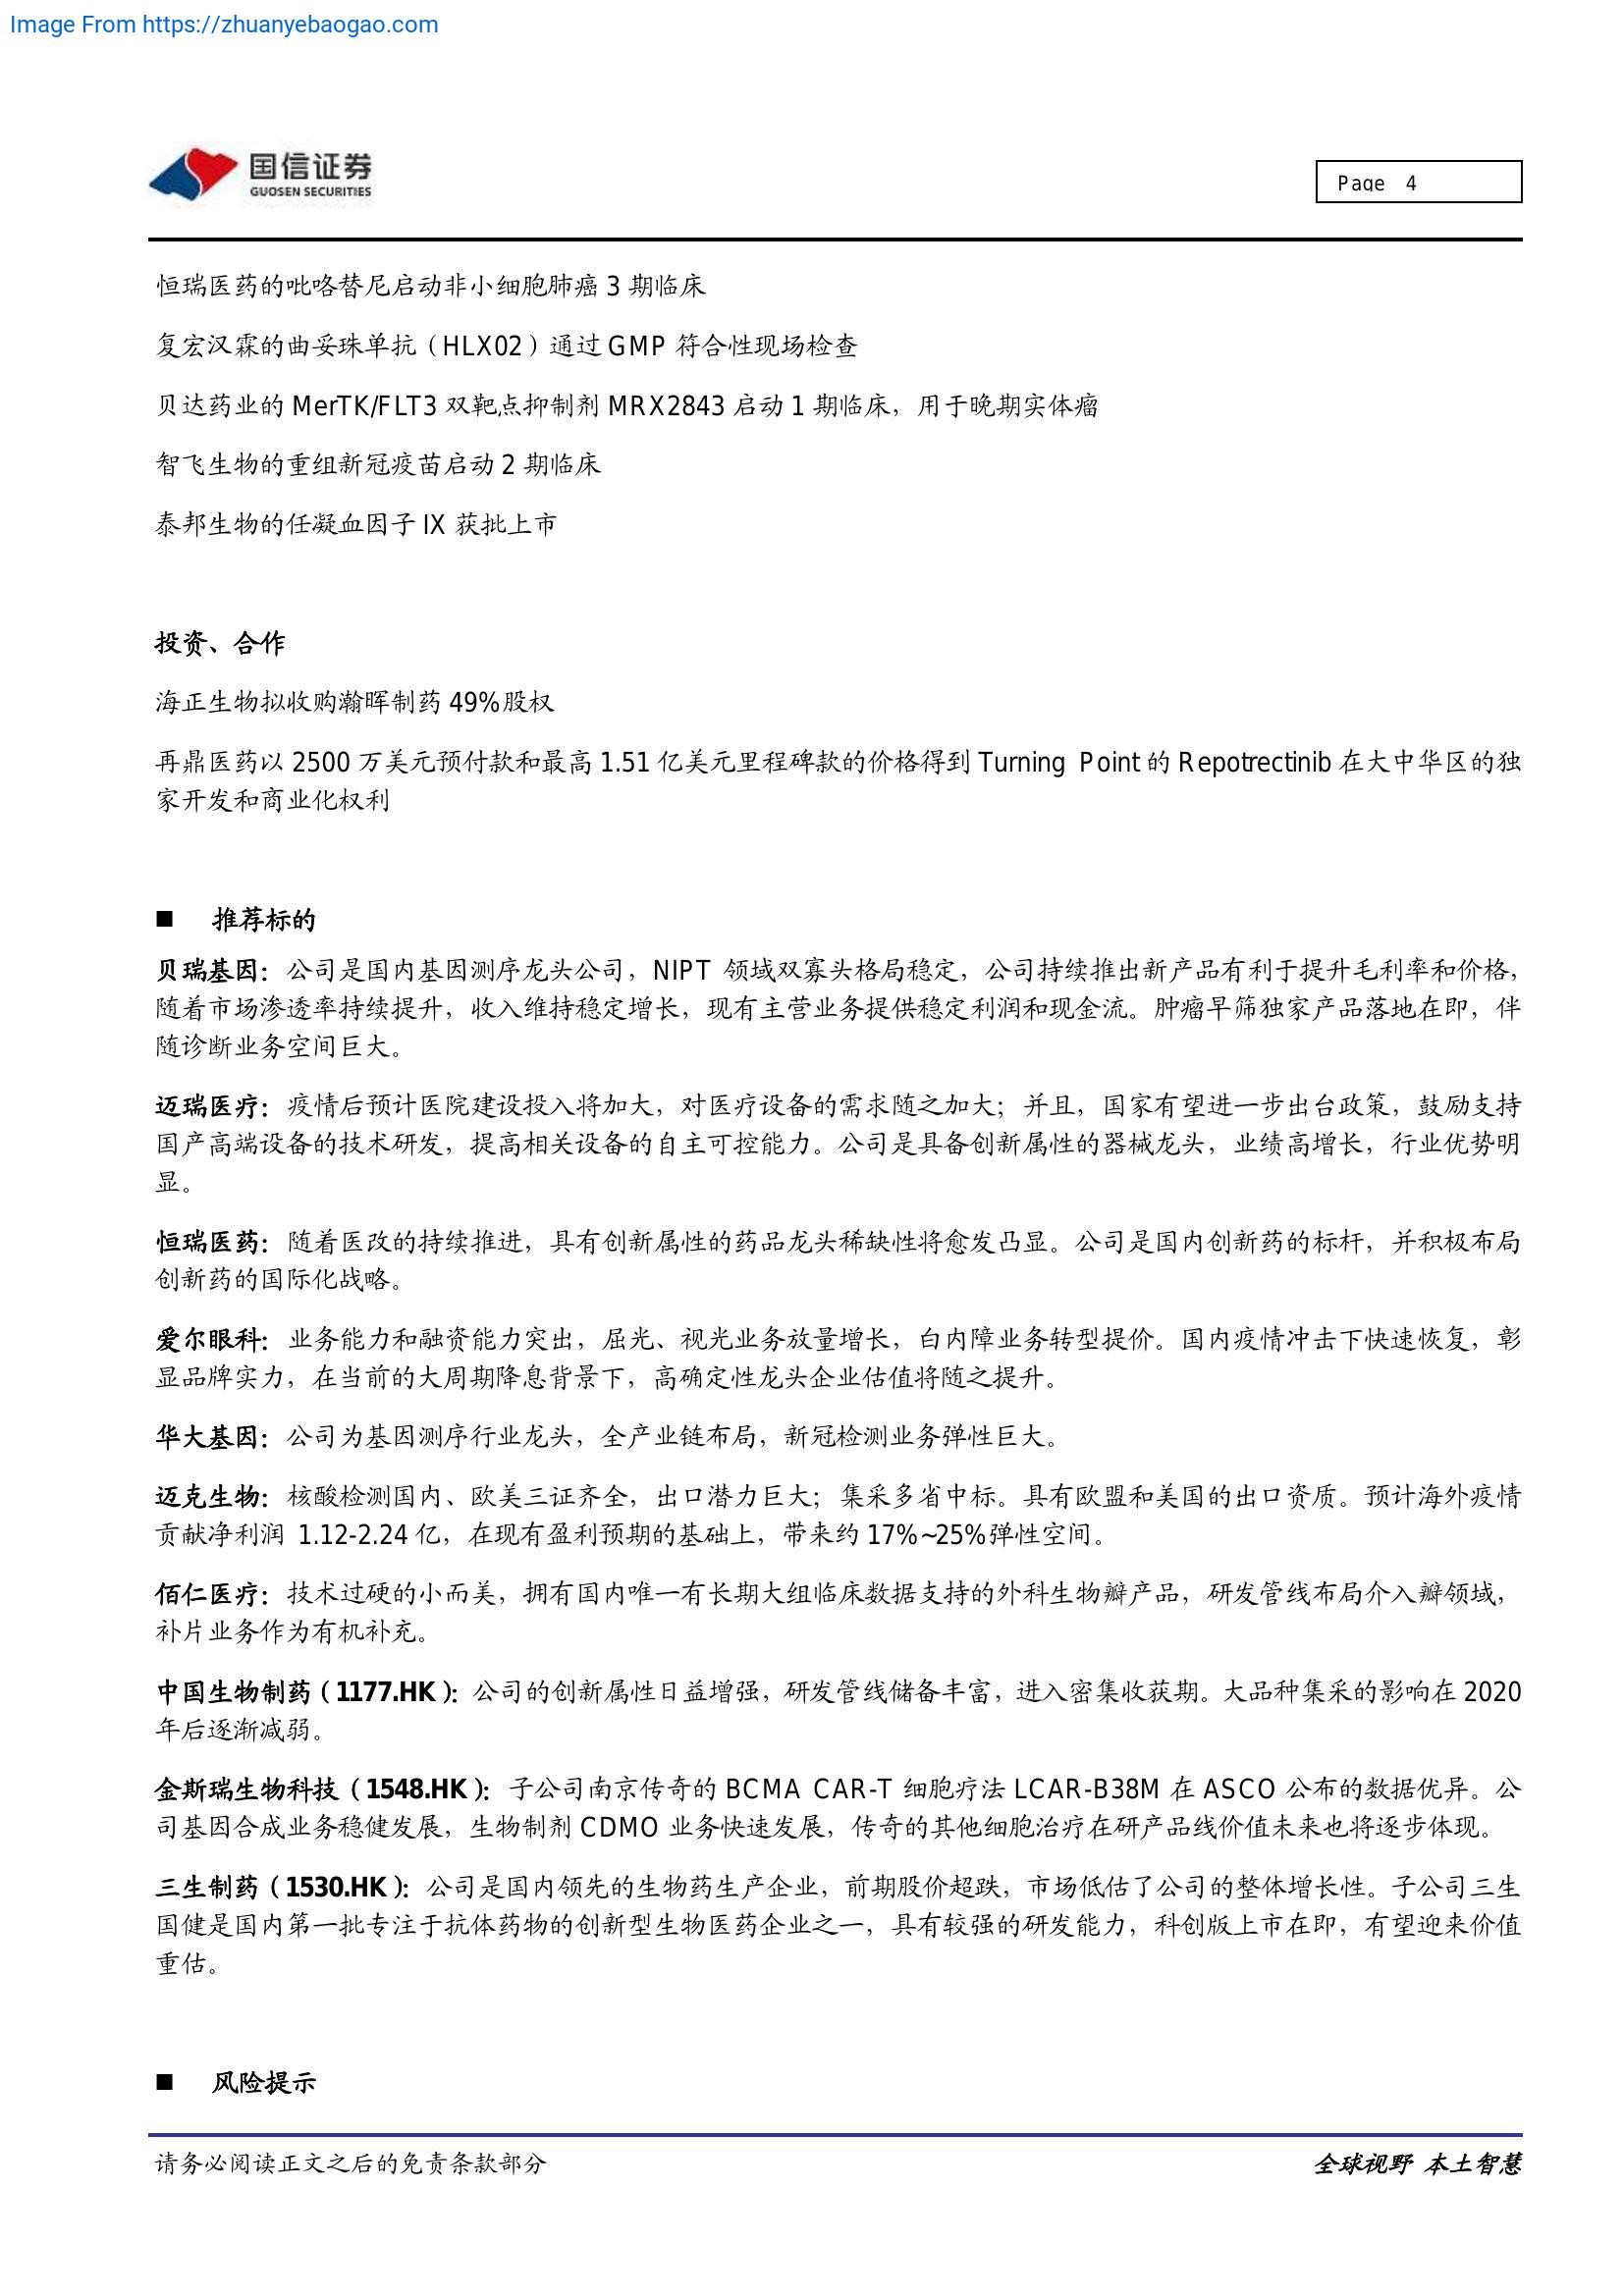 Image From https://zhuanyebaogao.com
国信证券
GUOSEN SECURITIES
Page 4
恒瑞医药的吡咯替尼启动非小细胞肺癌 3 期临床
复宏汉霖的曲妥珠单抗（HLX02）通过 GMP 符合性现场检查
贝达药业的 MerTK/FLT3 双靶点抑制剂 MRX2843 启动 1 期临床，用于晚期实体瘤
智飞生物的重组新冠疫苗启动 2 期临床
泰邦生物的任凝血因子 IX 获批上市
投资、合作
海正生物拟收购瀚晖制药 49%股权
再鼎医药以 2500 万美元预付款和最高 1.51 亿美元里程碑款的价格得到 Turning Point 的 Repotrectinib 在大中华区的独
家开发和商业化权利
■ 推荐标的
贝瑞基因：公司是国内基因测序龙头公司，NIPT 领域双寡头格局稳定，公司持续推出新产品有利于提升毛利率和价格，
随着市场渗透率持续提升，收入维持稳定增长，现有主营业务提供稳定利润和现金流。肿瘤早筛独家产品落地在即，伴
随诊断业务空间巨大。
迈瑞医疗：疫情后预计医院建设投入将加大，对医疗设备的需求随之加大；并且，国家有望进一步出台政策，鼓励支持
国产高端设备的技术研发，提高相关设备的自主可控能力。公司是具备创新属性的器械龙头，业绩高增长，行业优势明
显。
恒瑞医药：随着医改的持续推进，具有创新属性的药品龙头稀缺性将愈发凸显。公司是国内创新药的标杆，并积极布局
创新药的国际化战略。
爱尔眼科：业务能力和融资能力突出，屈光、视光业务放量增长，白内障业务转型提价。国内疫情冲击下快速恢复，彰
显品牌实力，在当前的大周期降息背景下，高确定性龙头企业估值将随之提升。
华大基因：公司为基因测序行业龙头，全产业链布局，新冠检测业务弹性巨大。
迈克生物：核酸检测国内、欧美三证齐全，出口潜力巨大；集采多省中标。具有欧盟和美国的出口资质。预计海外疫情
贡献净利润 1.12-2.24 亿，在现有盈利预期的基础上，带来约 17%~25%弹性空间。
佰仁医疗：技术过硬的小而美，拥有国内唯一有长期大组临床数据支持的外科生物瓣产品，研发管线布局介入瓣领域，
补片业务作为有机补充。
中国生物制药（1177.HK）：公司的创新属性日益增强，研发管线储备丰富，进入密集收获期。大品种集采的影响在 2020
年后逐渐减弱。
金斯瑞生物科技（1548.HK）：子公司南京传奇的 BCMA CAR-T 细胞疗法 LCAR-B38M 在 ASCO 公布的数据优异。公
司基因合成业务稳健发展，生物制剂 CDMO 业务快速发展，传奇的其他细胞治疗在研产品线价值未来也将逐步体现。
三生制药（1530.HK）：公司是国内领先的生物药生产企业，前期股价超跌，市场低估了公司的整体增长性。子公司三生
国健是国内第一批专注于抗体药物的创新型生物医药企业之一，具有较强的研发能力，科创版上市在即，有望迎来价值
重估。
■ 风险提示
请务必阅读正文之后的免责条款部分
全球视野 本土智慧